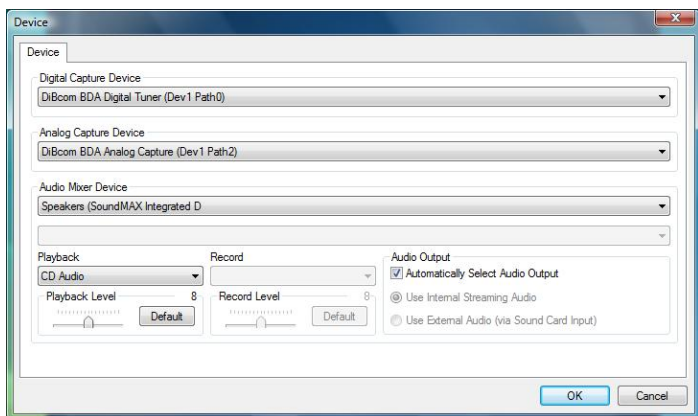 Device
Device
Digital Capture Device
DiBcom BDA Digital Tuner (Dev1 Path0)
Analog Capture Device
DiBcom BDA Analog Capture (Dev1 Path2)
Audio Mixer Device
Speakers (SoundMAX Integrated D
Playback Record Audio Output
CD Audio Automatically Select Audio Output
Playback Level 8 Record Level 8 Use Internal Streaming Audio
Default Default Use External Audio (via Sound Card Input)
OK Cancel